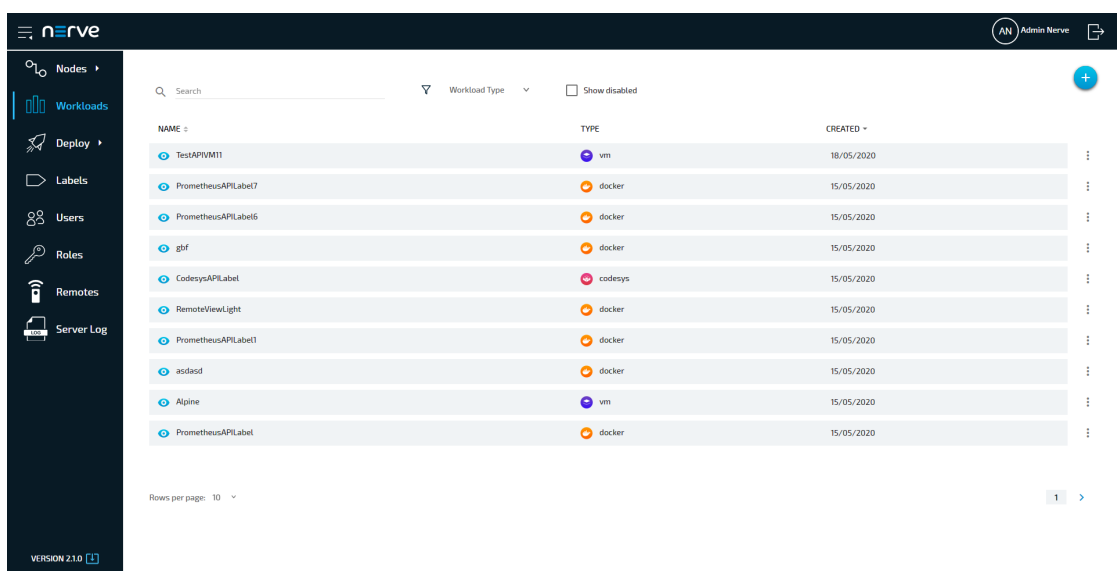 nerve
AN Admin Nerve
Nodes
Workloads
Deploy
Labels
Users
Roles
Remotes
LOG Server Log
VERSION 2.1.0
Search Workload Type Show disabled
+
NAME TYPE CREATED
TestAPIVM11 vm 18/05/2020
PrometheusAPILabel7 docker 15/05/2020
PrometheusAPILabel6 docker 15/05/2020
gbf docker 15/05/2020
CodesysAPILabel codesys 15/05/2020
RemoteViewLight docker 15/05/2020
PrometheusAPILabel1 docker 15/05/2020
asdasd docker 15/05/2020
Alpine vm 15/05/2020
PrometheusAPILabel docker 15/05/2020
Rows per page: 10 1